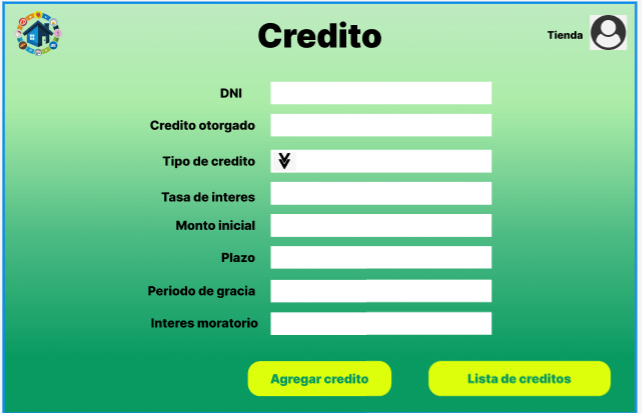 Credito
Tienda
DNI
Credito otorgado
Tipo de credito
Tasa de interes
Monto inicial
Plazo
Periodo de gracia
Interes moratorio
Agregar credito
Lista de creditos